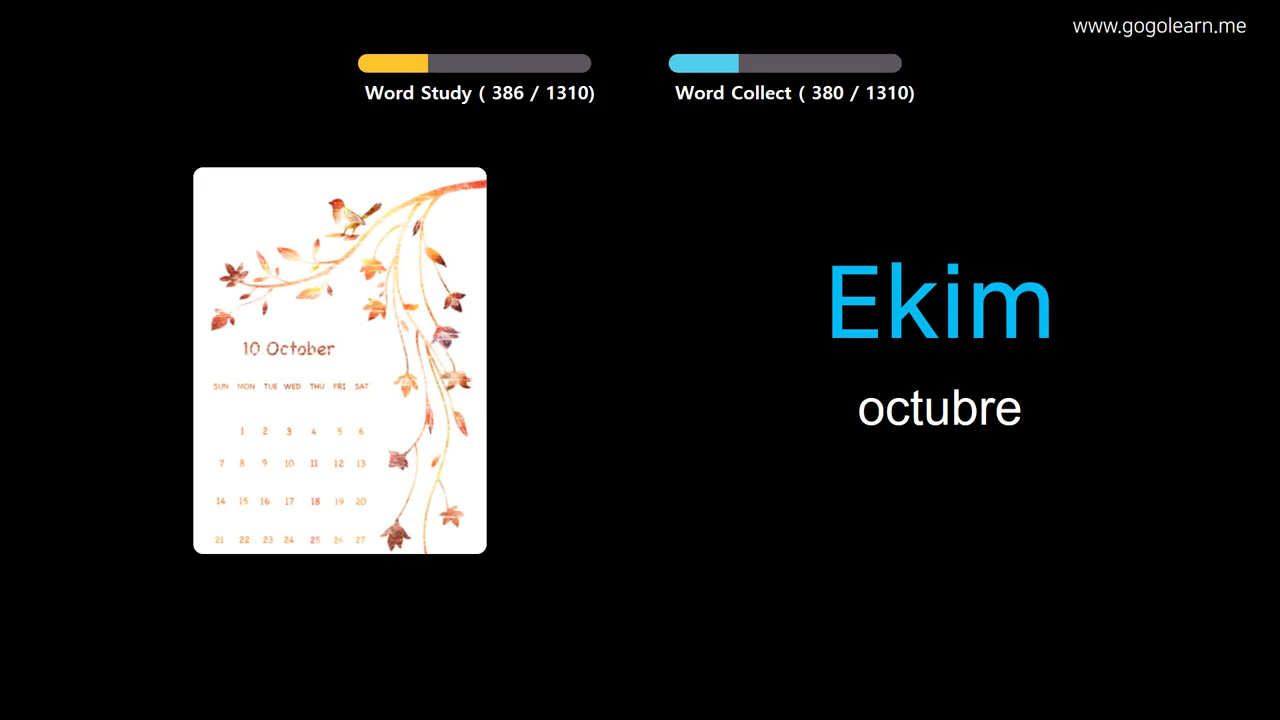 www.gogolearn.me
Word Study ( 386 / 1310)
Word Collect ( 380 / 1310)
10 October
SUN MON TUE WED THU FRI SAT
1 2 3 4 5 6
7 8 9 10 11 12 13
14 15 16 17 18 19 20
21 22 23 24 25 26 27
Ekim
octubre